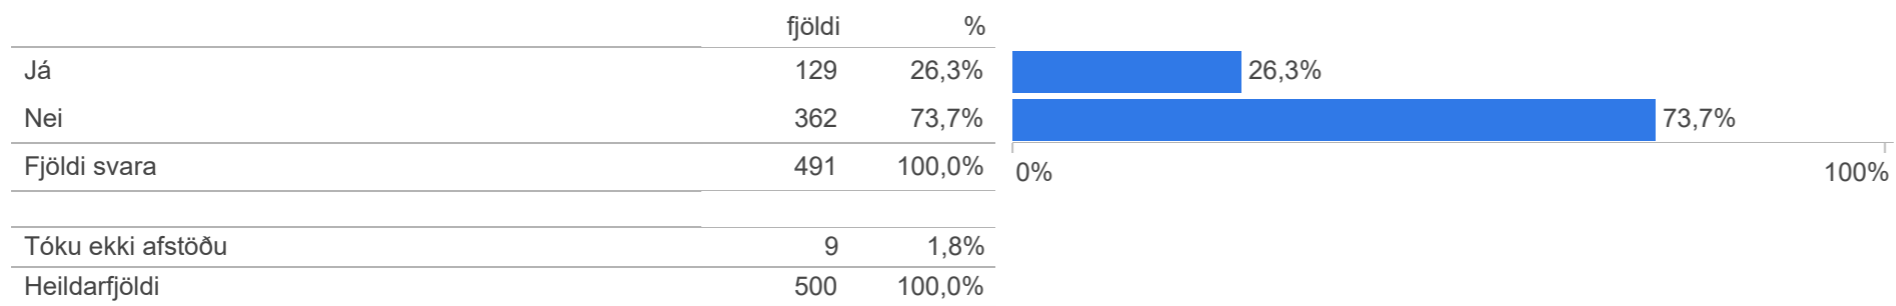 fjöldi %
Já 129 26,3% 26,3%
Nei 362 73,7% 73,7%
Fjöldi svara 491 100,0% 0% 100%
Tóku ekki afstöðu 9 1,8%
Heildarfjöldi 500 100,0%